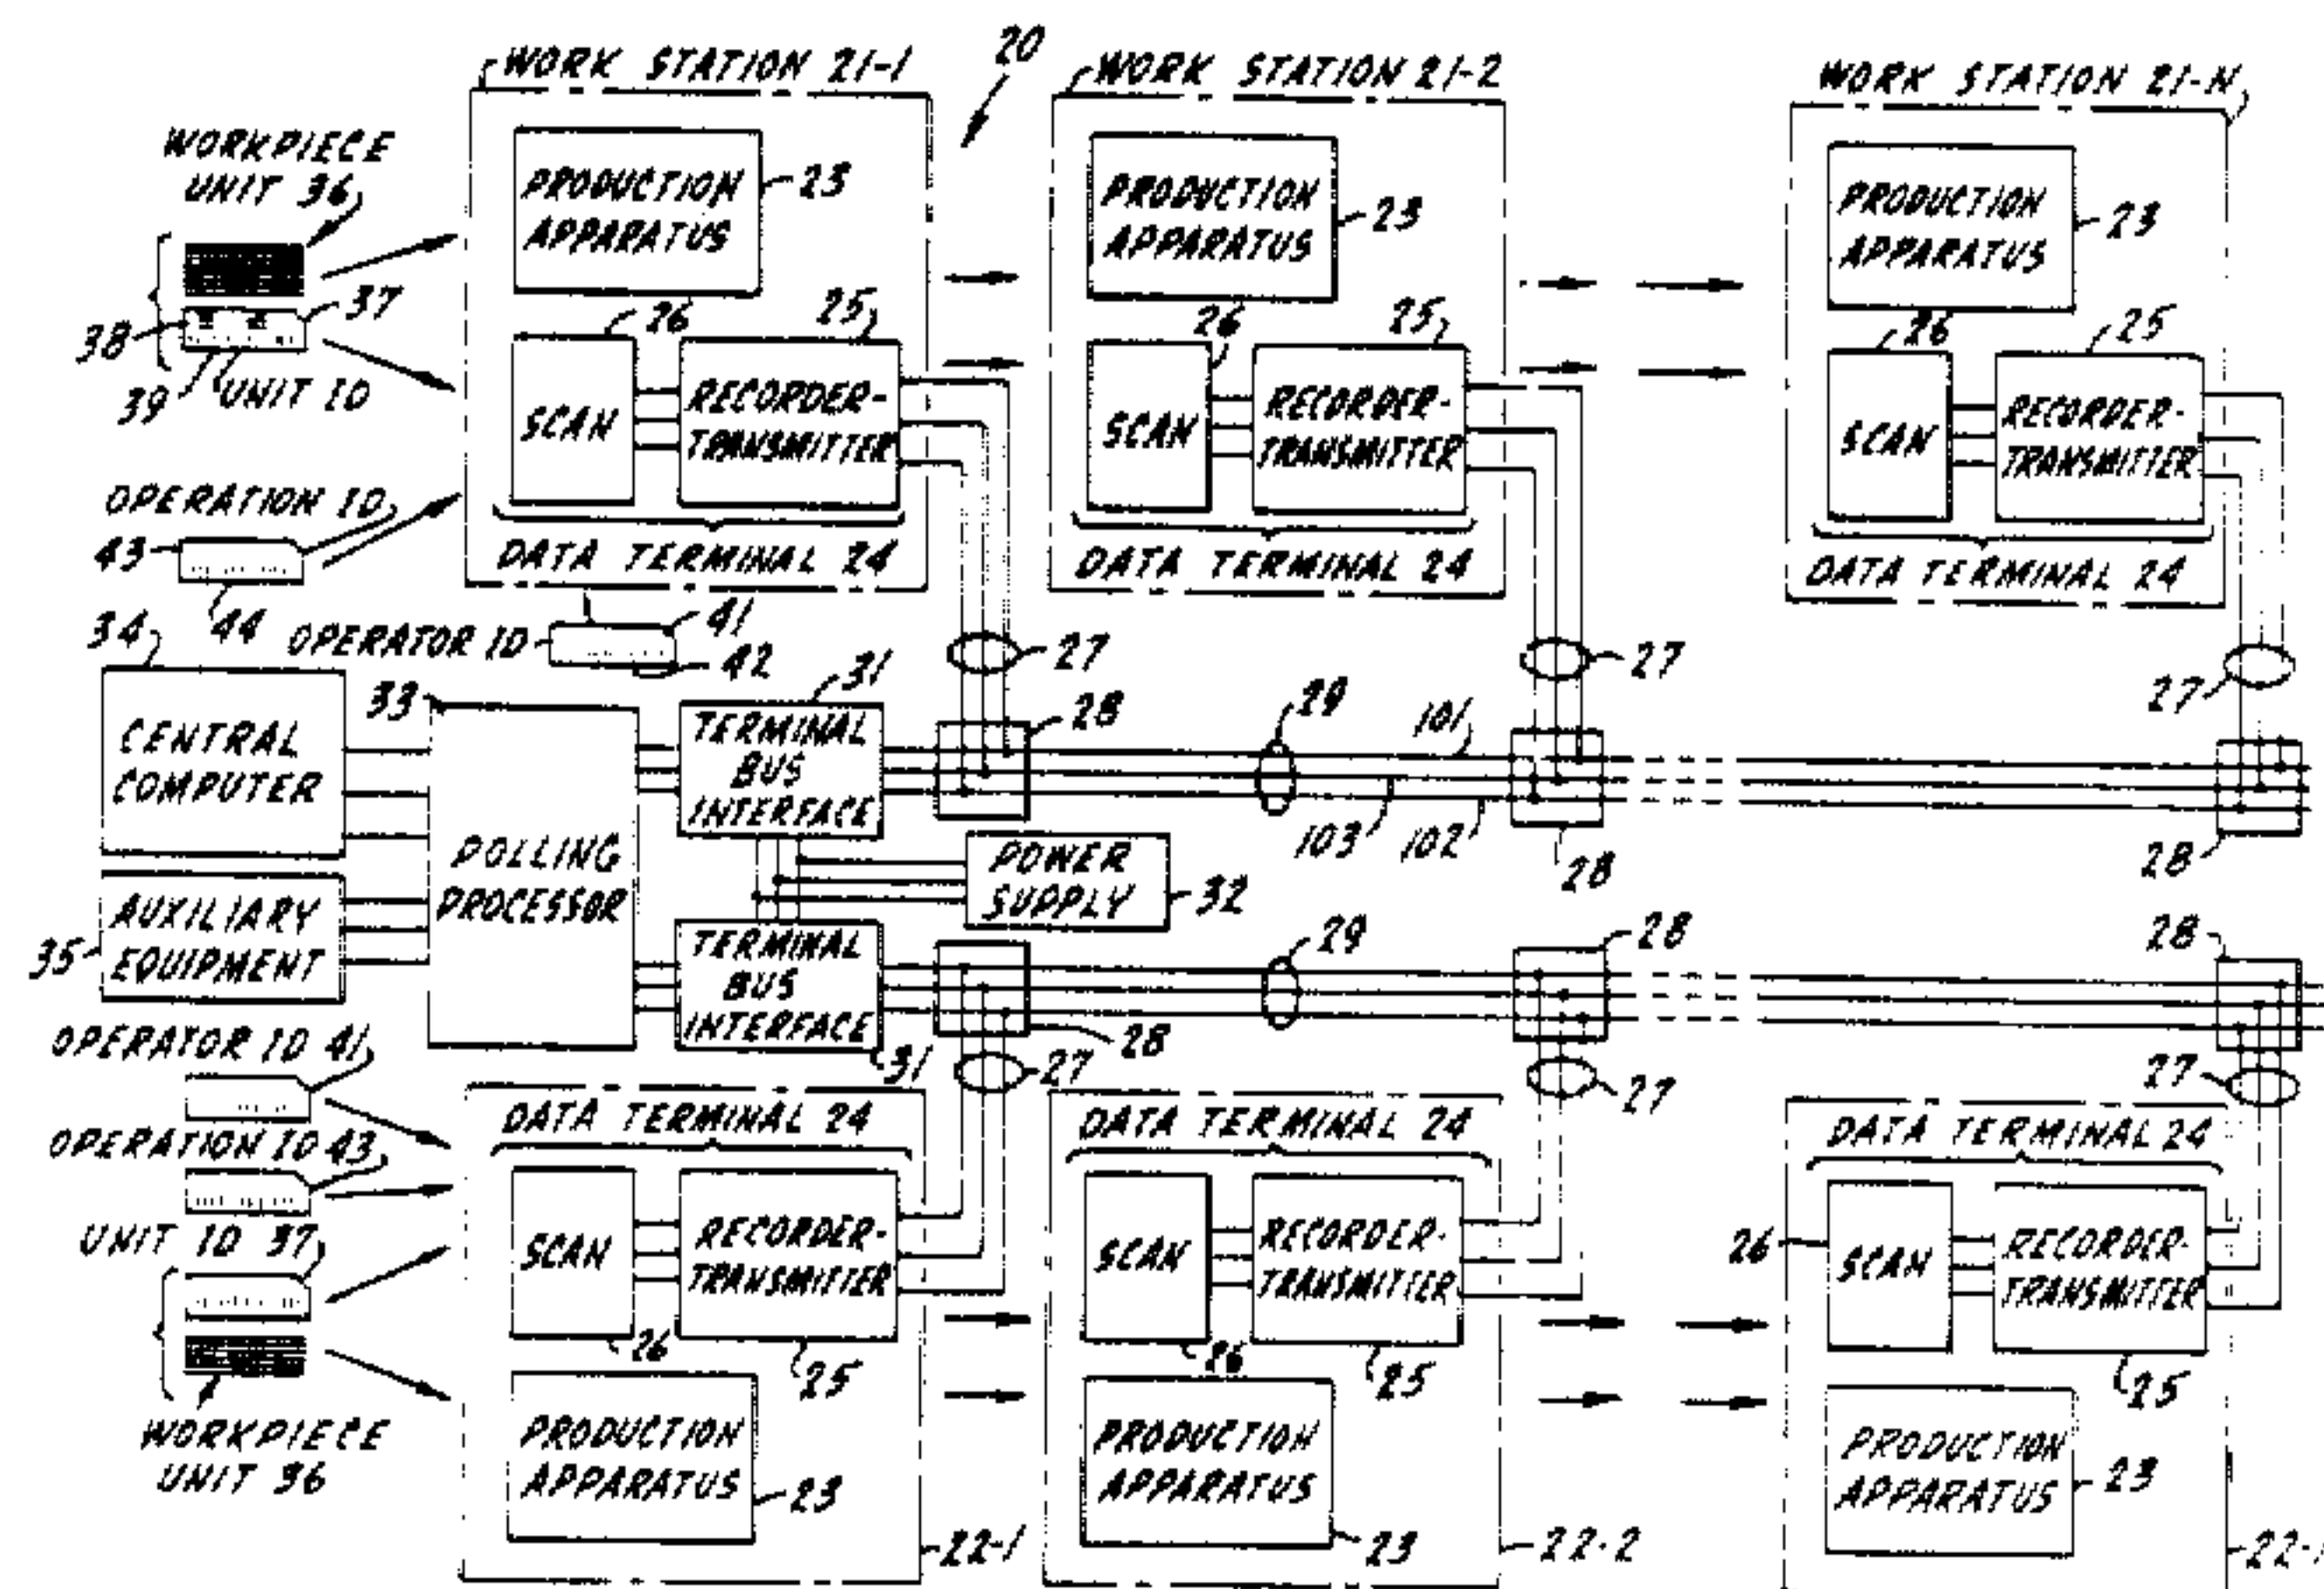 20
WORK STATION 21-1
WORK STATION 21-2
WORK STATION 21-N
WORKPIECE
UNIT 36
PRODUCTION
APPARATUS
23
PRODUCTION
APPARATUS
23
PRODUCTION
APPARATUS
23
37
38
39
UNIT ID
26
25
26
25
26
25
SCAN
RECORDER-
TRANSMITTER
SCAN
RECORDER-
TRANSMITTER
SCAN
RECORDER-
TRANSMITTER
OPERATION ID
43
44
DATA TERMINAL 24
DATA TERMINAL 24
DATA TERMINAL 24
34
OPERATOR ID
41
42
27
27
27
33
31
28
29
101
CENTRAL
COMPUTER
TERMINAL
BUS
INTERFACE
103
102
28
28
POLLING
PROCESSOR
POWER
SUPPLY
32
35
AUXILIARY
EQUIPMENT
TERMINAL
BUS
INTERFACE
29
28
28
28
31
27
27
27
OPERATOR ID 41
OPERATION ID 43
UNIT ID 37
WORKPIECE
UNIT 36
DATA TERMINAL 24
DATA TERMINAL 24
DATA TERMINAL 24
SCAN
RECORDER-
TRANSMITTER
SCAN
RECORDER-
TRANSMITTER
26
SCAN
RECORDER-
TRANSMITTER
26
25
26
25
25
PRODUCTION
APPARATUS
23
PRODUCTION
APPARATUS
23
PRODUCTION
APPARATUS
23
22-1
22-2